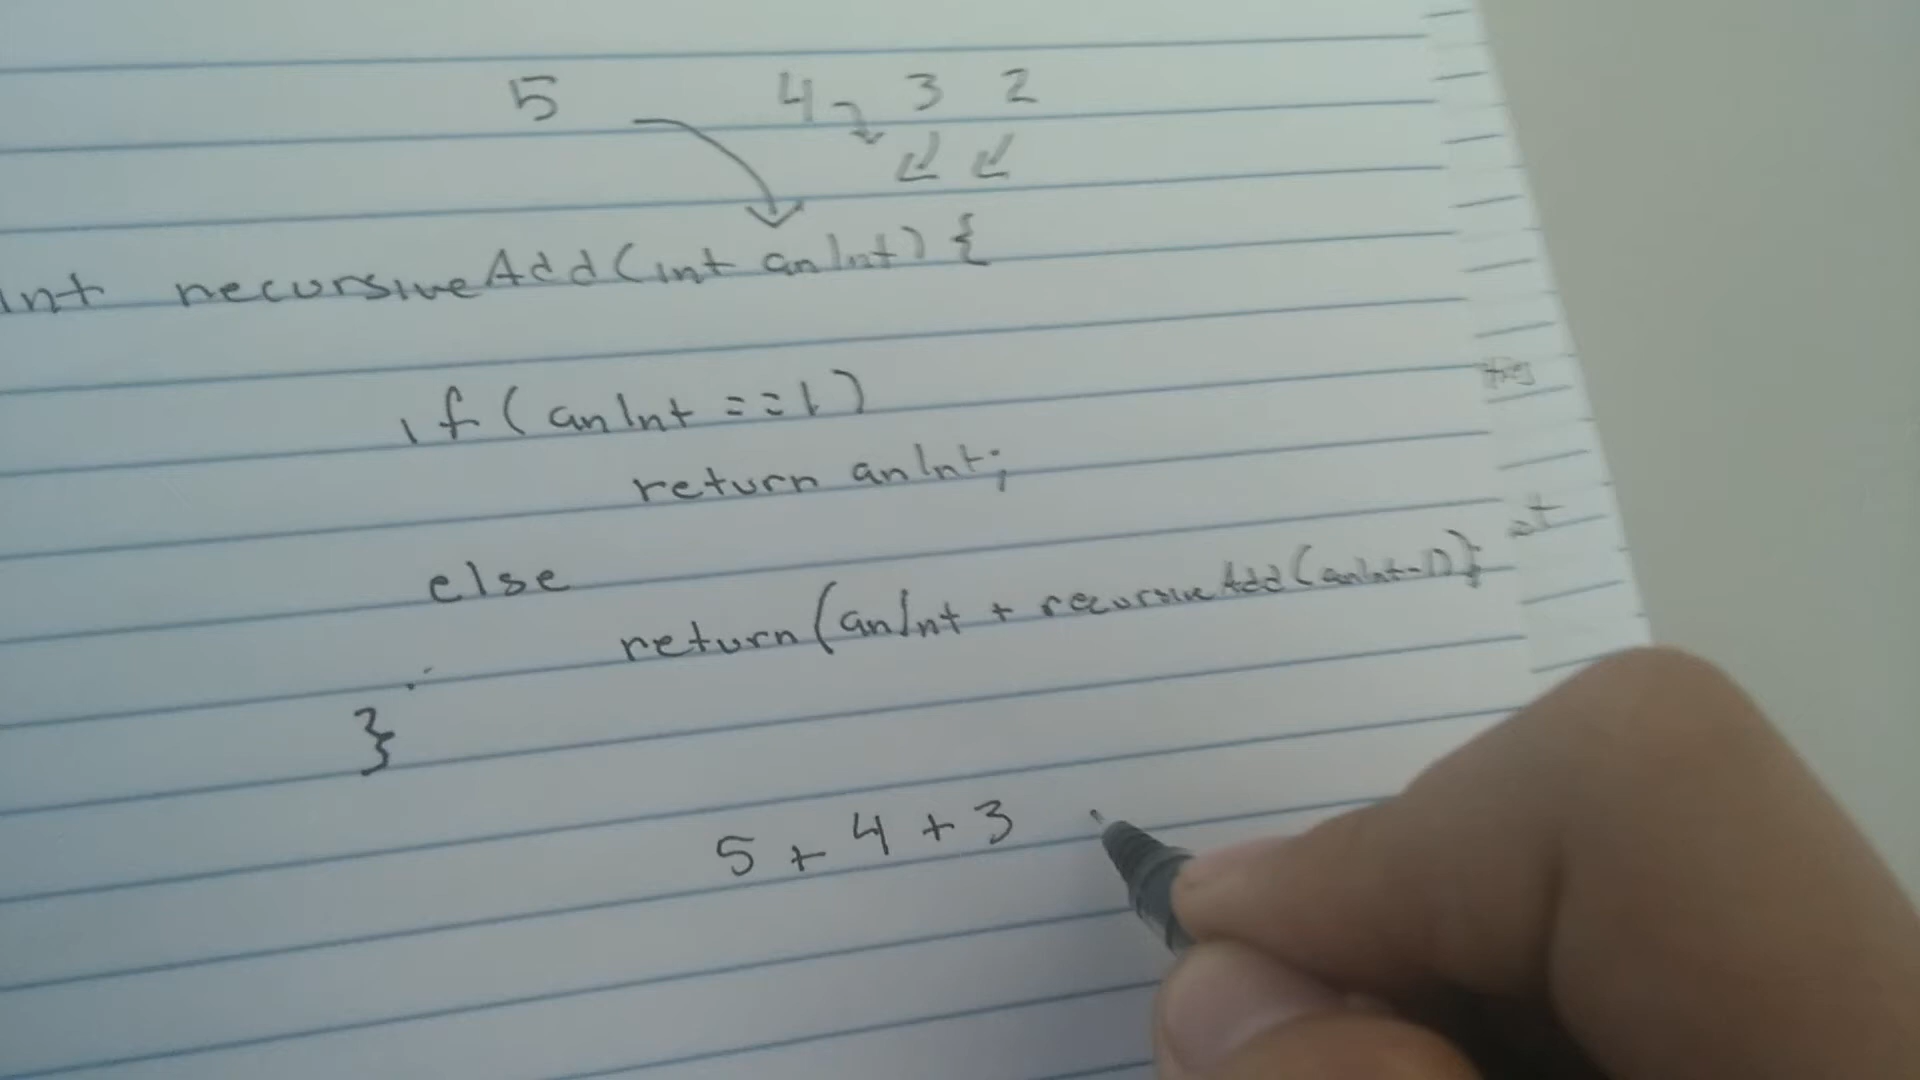 5 4 3 2
int recursiveAdd(int anInt) {
if (anInt == 1)
return anInt;
else
return (anInt + recursiveAdd(anInt-1)};
}
5 + 4 + 3